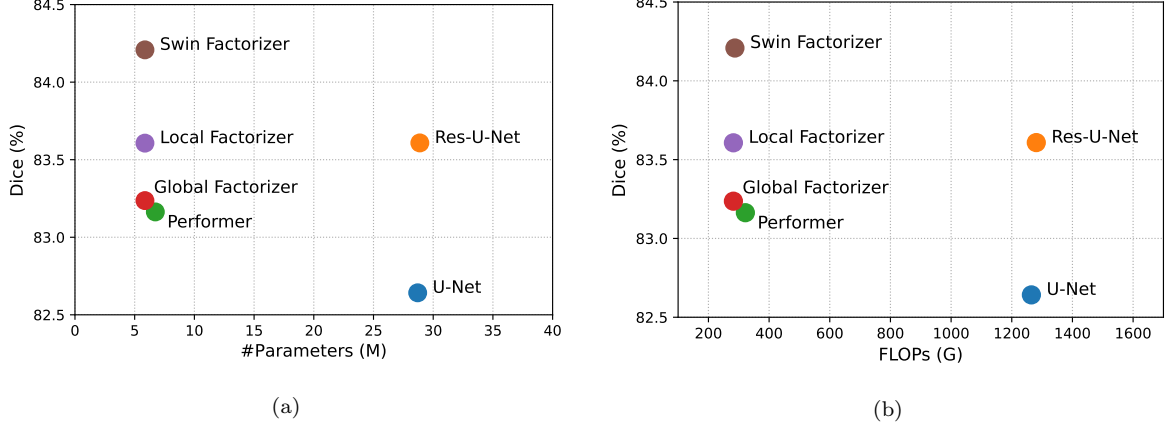 84.5
84.0
83.5
83.0
82.5
Dice (%)
Swin Factorizer
Local Factorizer
Res-U-Net
Global Factorizer
Performer
U-Net
0 5 10 15 20 25 30 35 40
#Parameters (M)
(a)
84.5
84.0
83.5
83.0
82.5
Dice (%)
Swin Factorizer
Local Factorizer
Res-U-Net
Global Factorizer
Performer
U-Net
200 400 600 800 1000 1200 1400 1600
FLOPs (G)
(b)